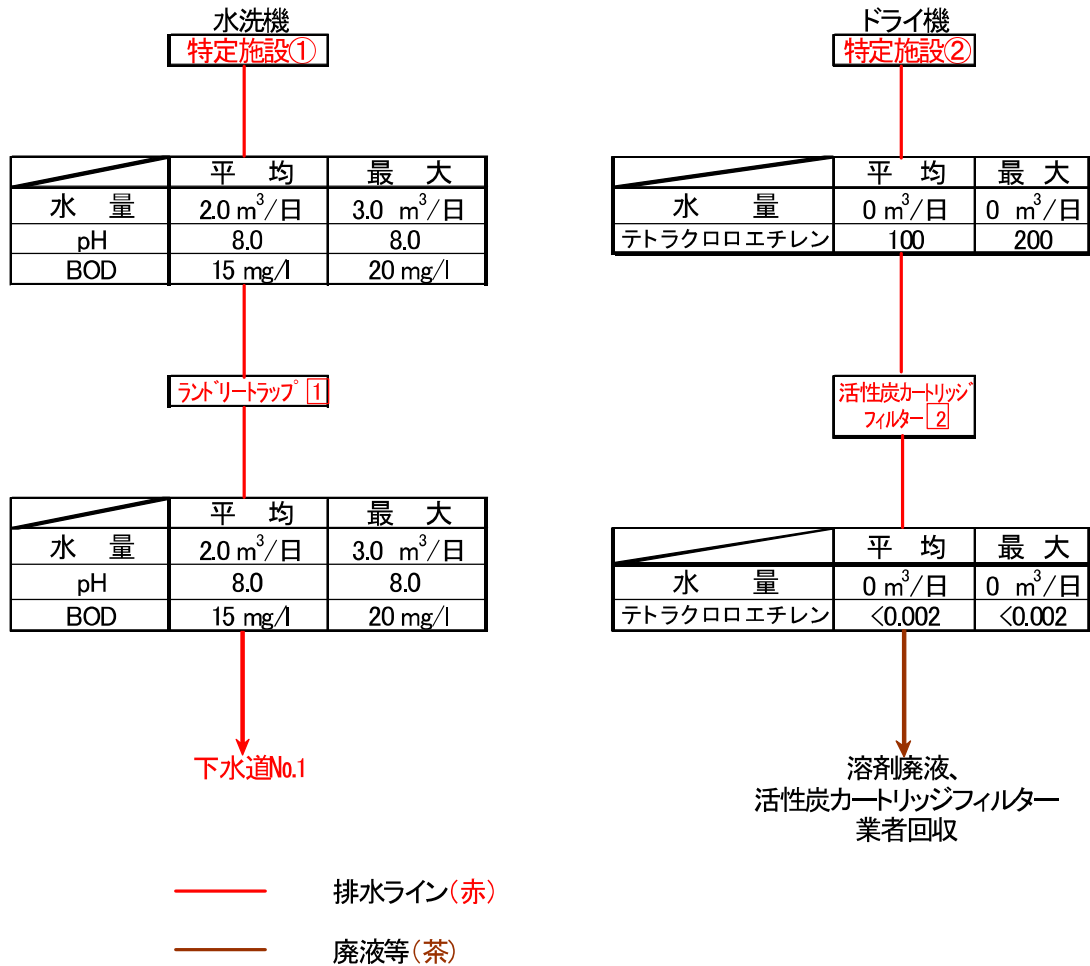 水洗機
特定施設①
平 均 最 大
水 量 2.0 m³/日 3.0 m³/日
pH 8.0 8.0
BOD 15 mg/l 20 mg/l
ランドリートラップ 1
平 均 最 大
水 量 2.0 m³/日 3.0 m³/日
pH 8.0 8.0
BOD 15 mg/l 20 mg/l
下水道No.1
ドライ機
特定施設②
平 均 最 大
水 量 0 m³/日 0 m³/日
テトラクロロエチレン 100 200
活性炭カートリッジ
フィルター 2
平 均 最 大
水 量 0 m³/日 0 m³/日
テトラクロロエチレン <0.002 <0.002
溶剤廃液、
活性炭カートリッジフィルター
業者回収
排水ライン(赤)
廃液等(茶)